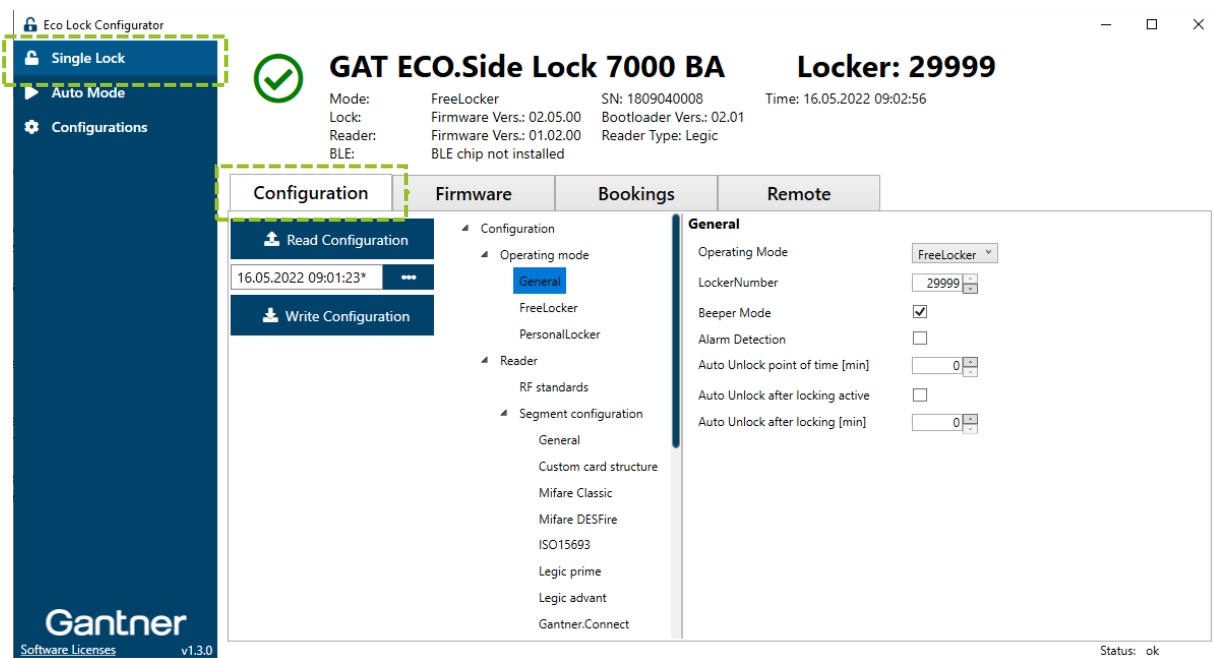 Eco Lock Configurator
Single Lock
Auto Mode
Configurations
GAT ECO.Side Lock 7000 BA Locker: 29999
Mode: FreeLocker SN: 1809040008 Time: 16.05.2022 09:02:56
Lock: Firmware Vers.: 02.05.00 Bootloader Vers.: 02.01
Reader: Firmware Vers.: 01.02.00 Reader Type: Legic
BLE: BLE chip not installed
Configuration Firmware Bookings Remote
Read Configuration
16.05.2022 09:01:23*
Write Configuration
Configuration
Operating mode
General
FreeLocker
PersonalLocker
Reader
RF standards
Segment configuration
General
Custom card structure
Mifare Classic
Mifare DESFire
ISO15693
Legic prime
Legic advant
Gantner.Connect
General
Operating Mode FreeLocker
LockerNumber 29999
Beeper Mode
Alarm Detection
Auto Unlock point of time [min] 0
Auto Unlock after locking active
Auto Unlock after locking [min] 0
Gantner
Software Licenses v1.3.0
Status: ok